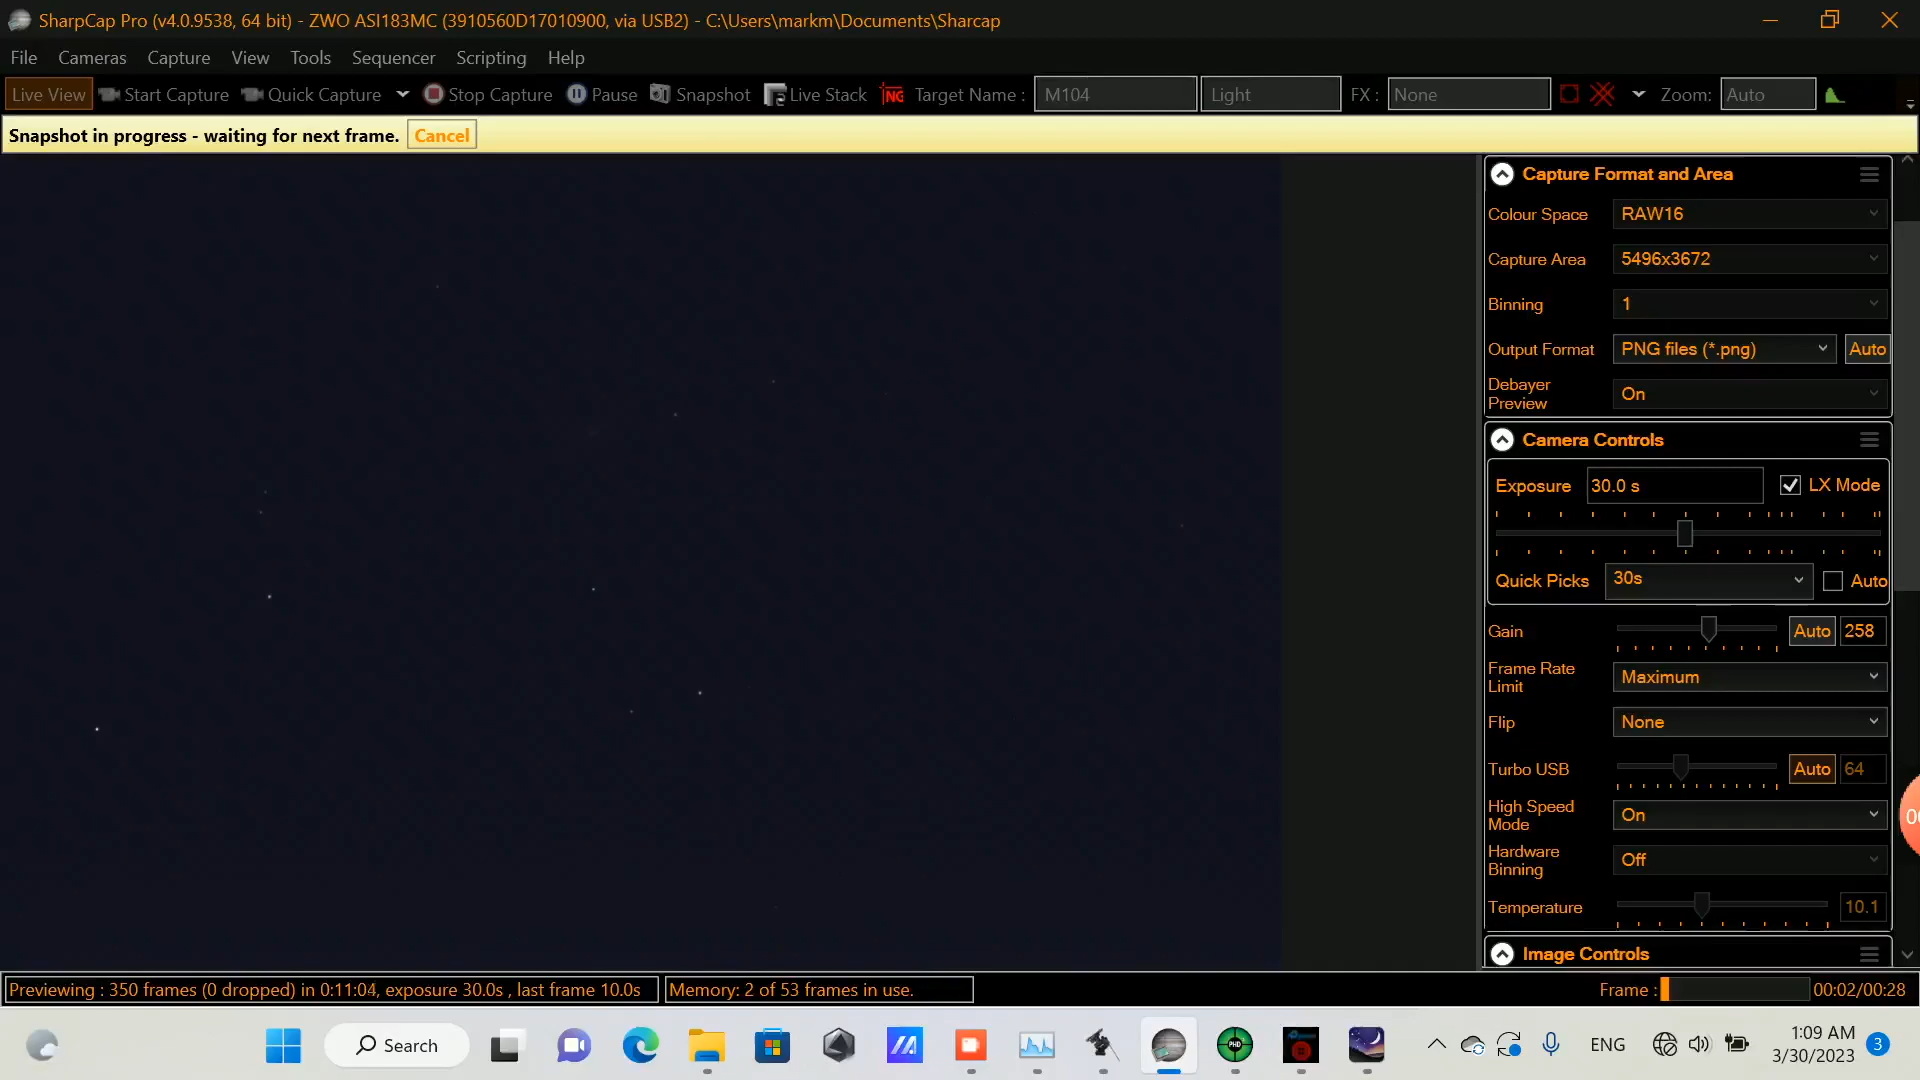 SharpCap Pro (v4.0.9538, 64 bit) - ZWO ASI183MC (3910560D17010900, via USB2) - C:\Users\markm\Documents\Sharcap
File Cameras Capture View Tools Sequencer Scripting Help
Live View Start Capture Quick Capture Stop Capture Pause Snapshot Live Stack NG Target Name : M104 Light FX : None Zoom: Auto
Snapshot in progress - waiting for next frame. Cancel
Capture Format and Area
Colour Space RAW16
Capture Area 5496x3672
Binning 1
Output Format PNG files (*.png) Auto
Debayer
Preview On
Camera Controls
Exposure 30.0 s LX Mode
Quick Picks 30s Auto
Gain Auto 258
Frame Rate
Limit Maximum
Flip None
Turbo USB Auto 64
High Speed
Mode On
Hardware
Binning Off
Temperature 10.1
Image Controls
Previewing : 350 frames (0 dropped) in 0:11:04, exposure 30.0s , last frame 10.0s Memory: 2 of 53 frames in use. Frame : 00:02/00:28
Search PHD ENG 1:09 AM 3
3/30/2023